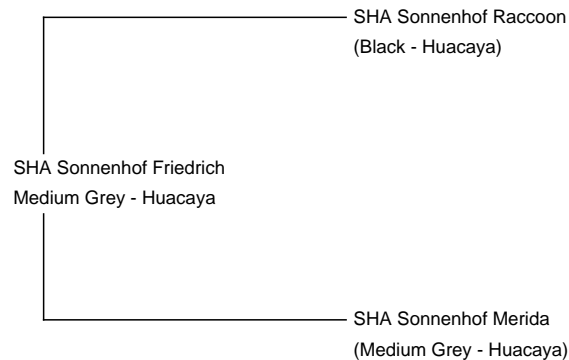 SHA Sonnenhof Raccoon
(Black - Huacaya)
SHA Sonnenhof Friedrich
Medium Grey - Huacaya
SHA Sonnenhof Merida
(Medium Grey - Huacaya)